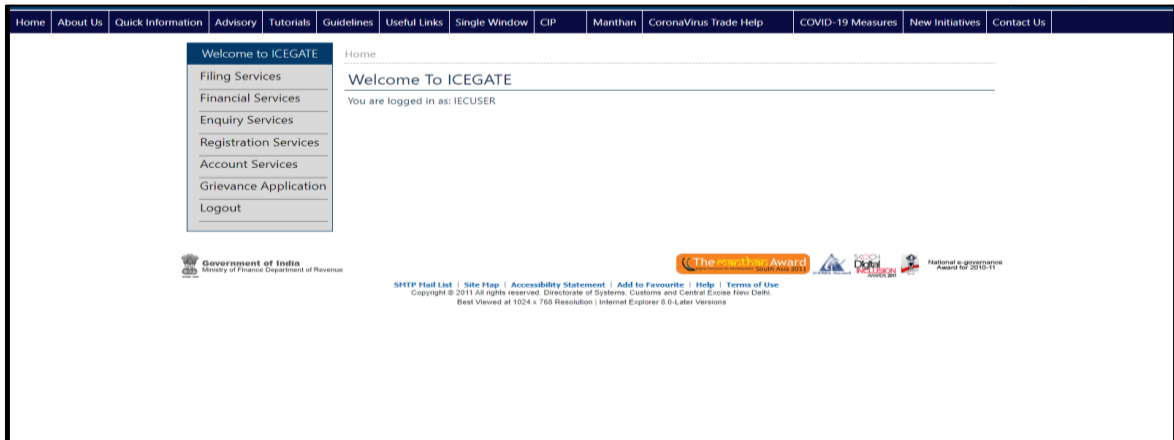 Home About Us Quick Information Advisory Tutorials Guidelines Useful Links Single Window CIP Manthan CoronaVirus Trade Help COVID-19 Measures New Initiatives Contact Us
Welcome to ICEGATE
Filing Services
Financial Services
Enquiry Services
Registration Services
Account Services
Grievance Application
Logout
Home
Welcome To ICEGATE
You are logged in as: IECUSER
Government of India
Ministry of Finance Department of Revenue
The manthan Award
South Asia 2011
SKOCH
Digital
INCLUSION
AWARDS 2011
National e-governance
Award for 2010-11
SMTP Mail List | Site Map | Accessibility Statement | Add to Favourite | Help | Terms of Use
Copyright © 2011 All rights reserved. Directorate of Systems, Customs and Central Excise New Delhi.
Best Viewed at 1024 x 768 Resolution | Internet Explorer 8.0-Later Versions